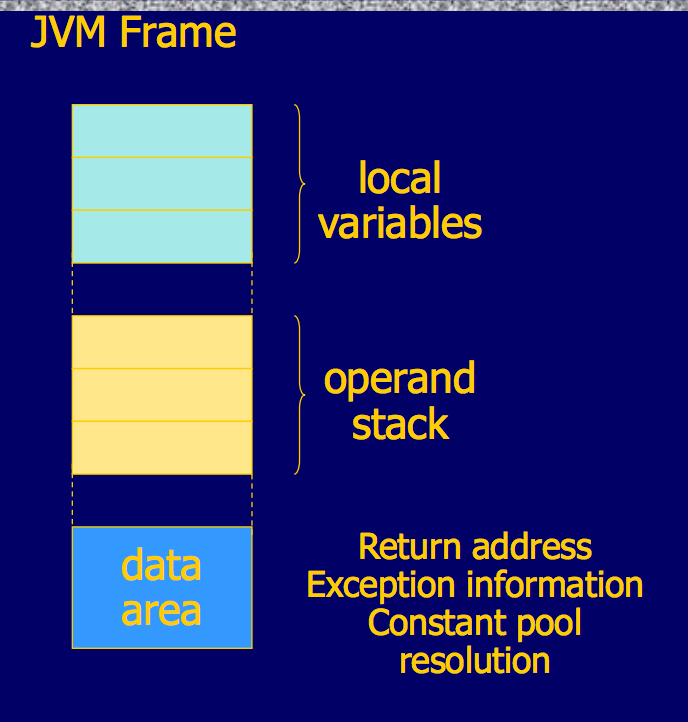 JVM Frame
local
variables
operand
stack
data
area
Return address
Exception information
Constant pool
resolution